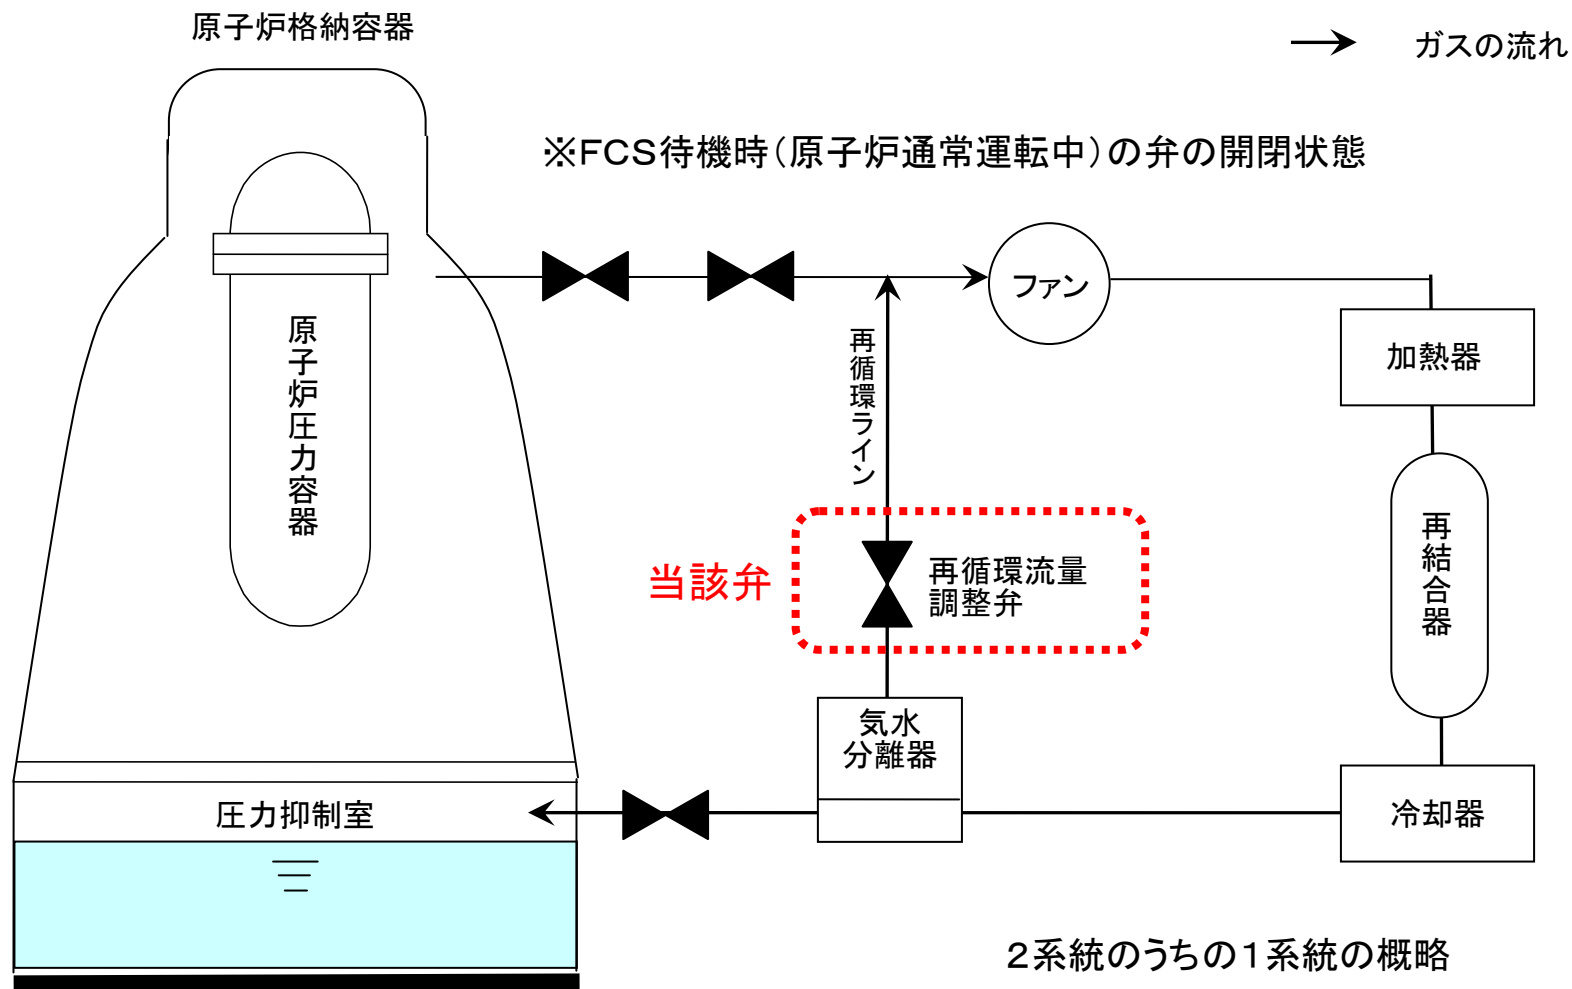 原子炉格納容器
ガスの流れ
※FCS待機時(原子炉通常運転中)の弁の開閉状態
ファン
原子炉圧力容器
再循環ライン
加熱器
再結合器
当該弁
再循環流量
調整弁
気水
分離器
圧力抑制室
冷却器
2系統のうちの1系統の概略